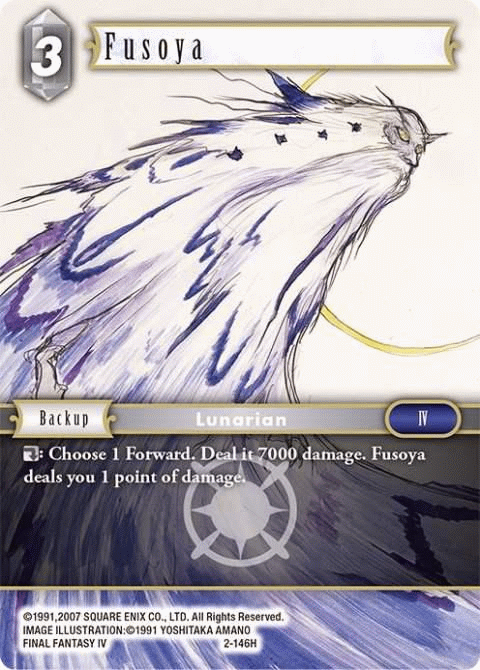 3
Fusoya
Backup
Lunarian
IV
: Choose 1 Forward. Deal it 7000 damage. Fusoya
deals you 1 point of damage.
©1991,2007 SQUARE ENIX CO., LTD. All Rights Reserved.
IMAGE ILLUSTRATION:©1991 YOSHITAKA AMANO
FINAL FANTASY IV 2-146H